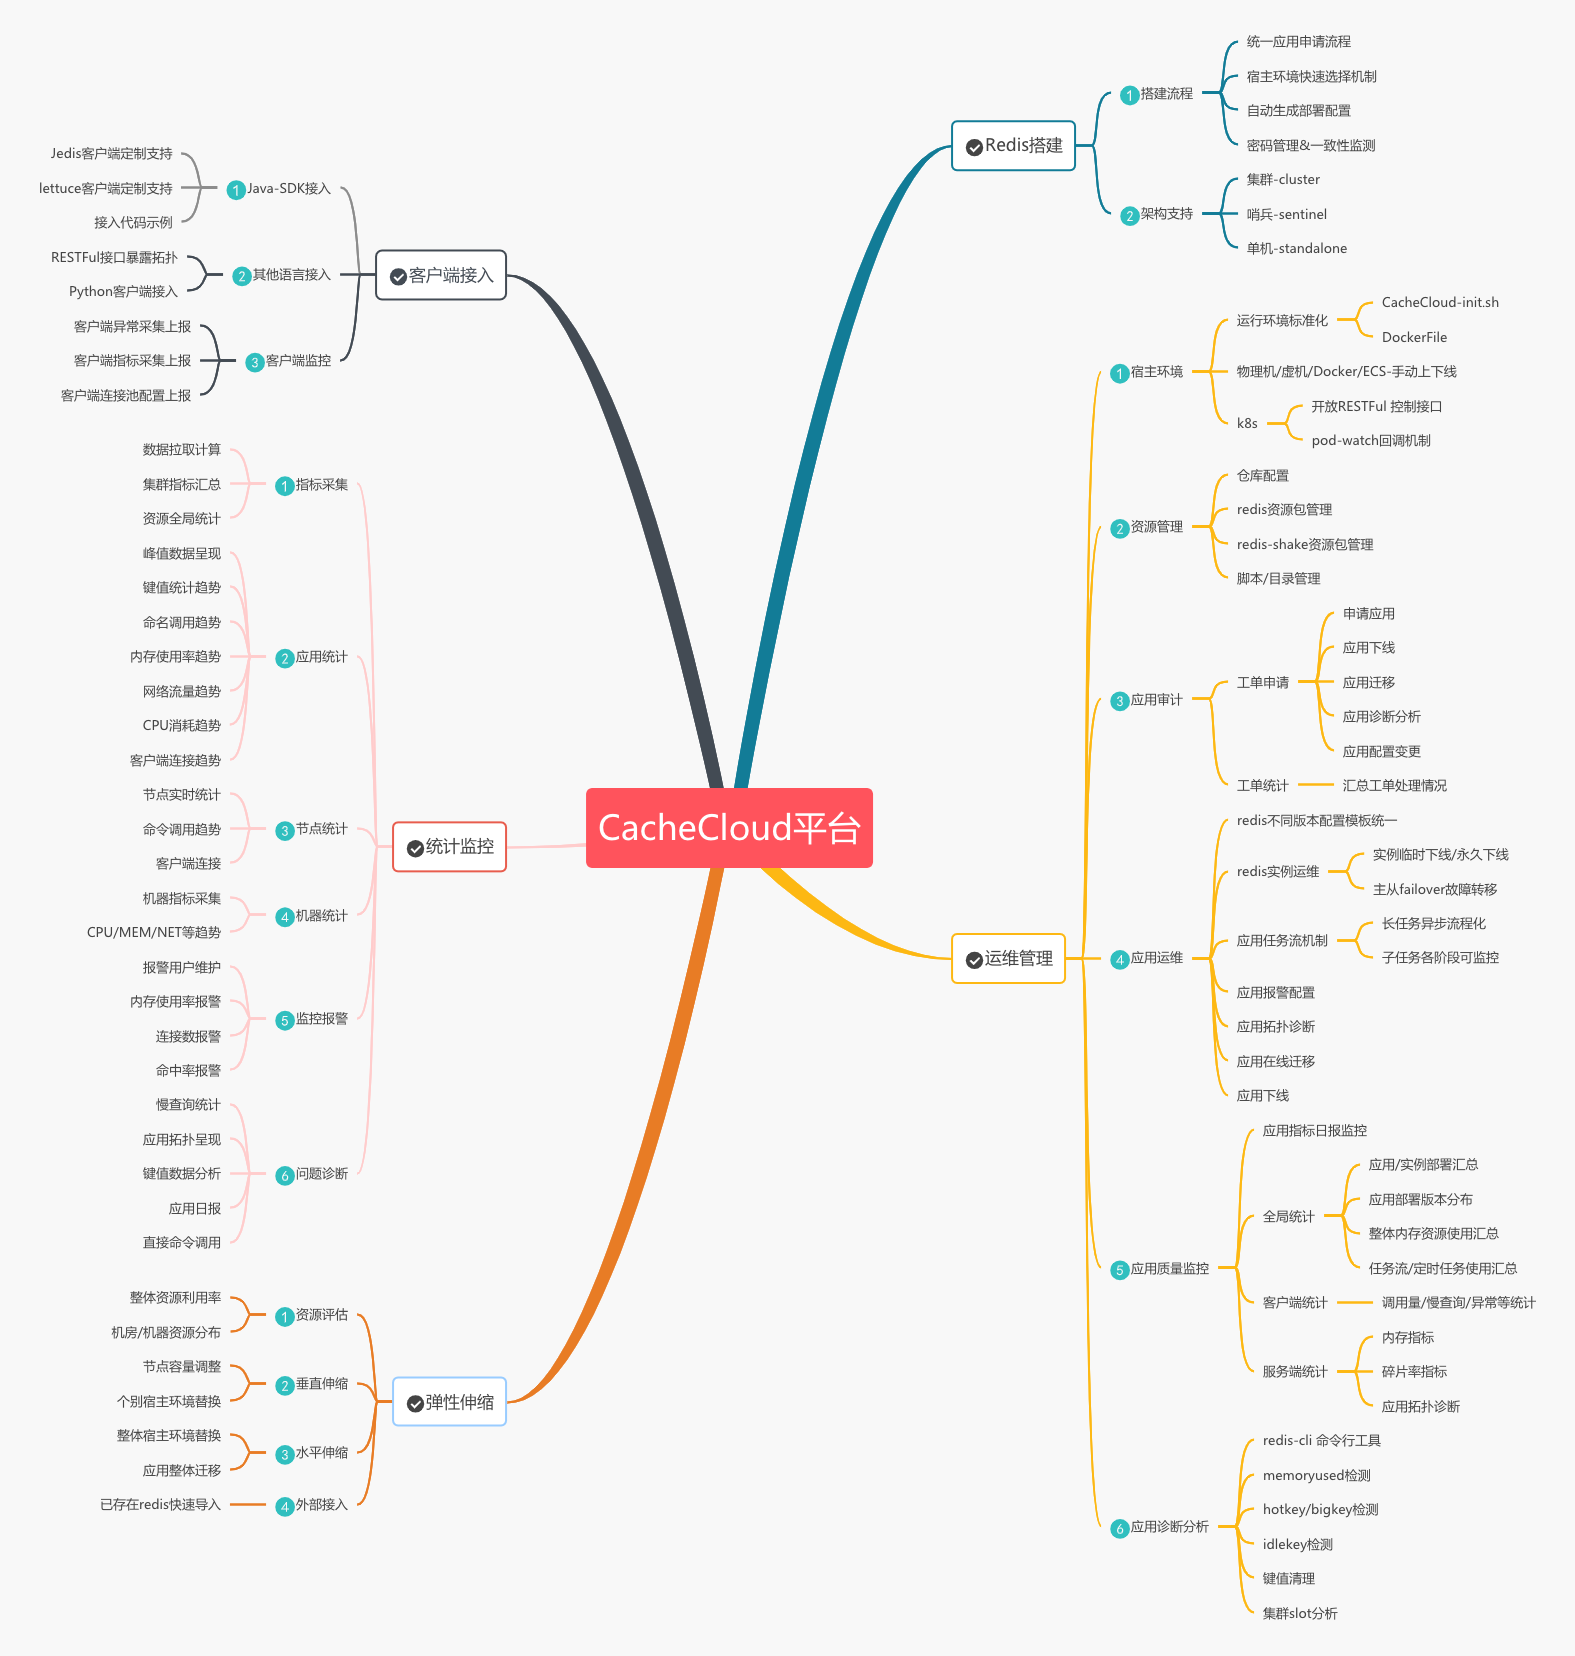 CacheCloud平台
Redis搭建
1 搭建流程
统一应用申请流程
宿主环境快速选择机制
自动生成部署配置
密码管理&一致性监测
2 架构支持
集群-cluster
哨兵-sentinel
单机-standalone
运维管理
1 宿主环境
运行环境标准化
CacheCloud-init.sh
DockerFile
物理机/虚机/Docker/ECS-手动上下线
k8s
开放RESTFul 控制接口
pod-watch回调机制
2 资源管理
仓库配置
redis资源包管理
redis-shake资源包管理
脚本/目录管理
3 应用审计
工单申请
申请应用
应用下线
应用迁移
应用诊断分析
应用配置变更
工单统计
汇总工单处理情况
4 应用运维
redis不同版本配置模板统一
redis实例运维
实例临时下线/永久下线
主从failover故障转移
应用任务流机制
长任务异步流程化
子任务各阶段可监控
应用报警配置
应用拓扑诊断
应用在线迁移
应用下线
5 应用质量监控
应用指标日报监控
全局统计
应用/实例部署汇总
应用部署版本分布
整体内存资源使用汇总
任务流/定时任务使用汇总
客户端统计
调用量/慢查询/异常等统计
服务端统计
内存指标
碎片率指标
应用拓扑诊断
6 应用诊断分析
redis-cli 命令行工具
memoryused检测
hotkey/bigkey检测
idlekey检测
键值清理
集群slot分析
客户端接入
1 Java-SDK接入
Jedis客户端定制支持
lettuce客户端定制支持
接入代码示例
2 其他语言接入
RESTFul接口暴露拓扑
Python客户端接入
3 客户端监控
客户端异常采集上报
客户端指标采集上报
客户端连接池配置上报
统计监控
1 指标采集
数据拉取计算
集群指标汇总
资源全局统计
2 应用统计
峰值数据呈现
键值统计趋势
命名调用趋势
内存使用率趋势
网络流量趋势
CPU消耗趋势
客户端连接趋势
3 节点统计
节点实时统计
命令调用趋势
客户端连接
4 机器统计
机器指标采集
CPU/MEM/NET等趋势
5 监控报警
报警用户维护
内存使用率报警
连接数报警
命中率报警
6 问题诊断
慢查询统计
应用拓扑呈现
键值数据分析
应用日报
直接命令调用
弹性伸缩
1 资源评估
整体资源利用率
机房/机器资源分布
2 垂直伸缩
节点容量调整
个别宿主环境替换
3 水平伸缩
整体宿主环境替换
应用整体迁移
4 外部接入
已存在redis快速导入